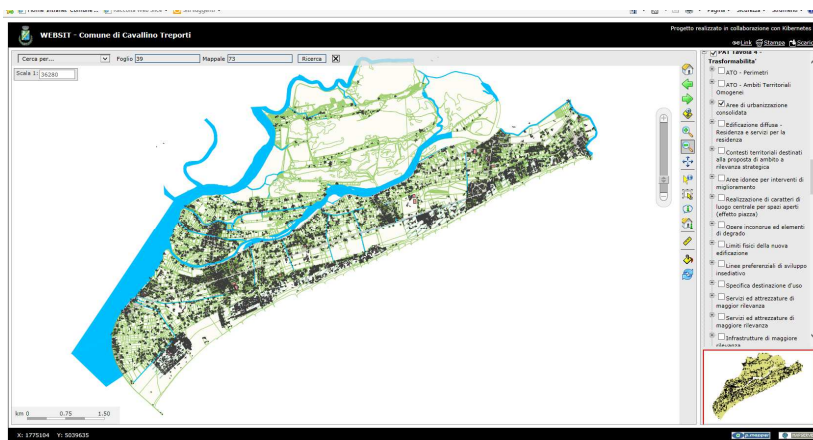 WEBSIT - Comune di Cavallino Treporti
Progetto realizzato in collaborazione con Kibernetes
Link Stampa Scaric
Cerca per... Foglio 39 Mappale 73 Ricerca X
Scala 1: 36280
PAT Tavola 4 -
Trasformabilita'
ATO - Perimetri
ATO - Ambiti Territoriali
Omogenei
Aree di urbanizzazione
consolidata
Edificazione diffusa -
Residenza e servizi per la
residenza
Contesti territoriali destinati
alla proposta di ambito a
rilevanza strategica
Aree idonee per interventi di
miglioramento
Realizzazione di caratteri di
luogo centrale per spazi aperti
(effetto piazza)
Opere incongrue ed elementi
di degrado
Limiti fisici della nuova
edificazione
Linee preferenziali di sviluppo
insediativo
Specifica destinazione d'uso
Servizi ed attrezzature di
maggior rilevanza
Servizi ed attrezzature di
maggiore rilevanza
Infrastrutture di maggiore
rilevanza
km 0 0.75 1.50
X: 1775104 Y: 5039635
p.mapper